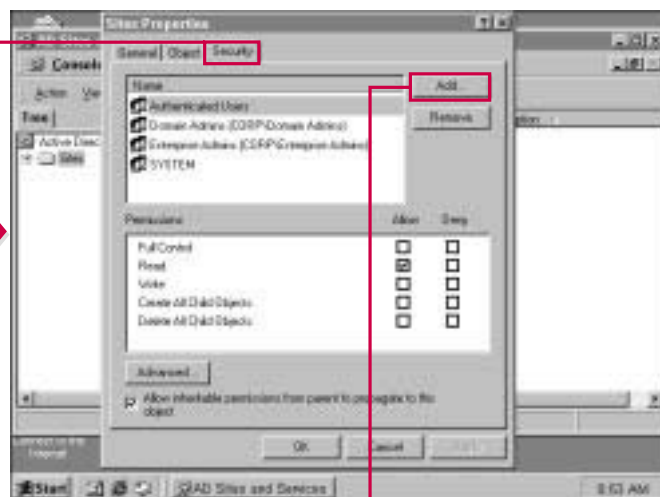 Sites Properties
General Object Security
Console
Action
Tree
Active Direc
Sites
Name
Add...
Authenticated Users
Remove
Domain Admins (CORP\Domain Admins)
Enterprise Admins (CORP\Enterprise Admins)
SYSTEM
Permissions Allow Deny
Full Control
Read
Write
Create All Child Objects
Delete All Child Objects
Advanced...
Allow inheritable permissions from parent to propagate to this
object
OK Cancel
Internet
Start AD Sites and Services